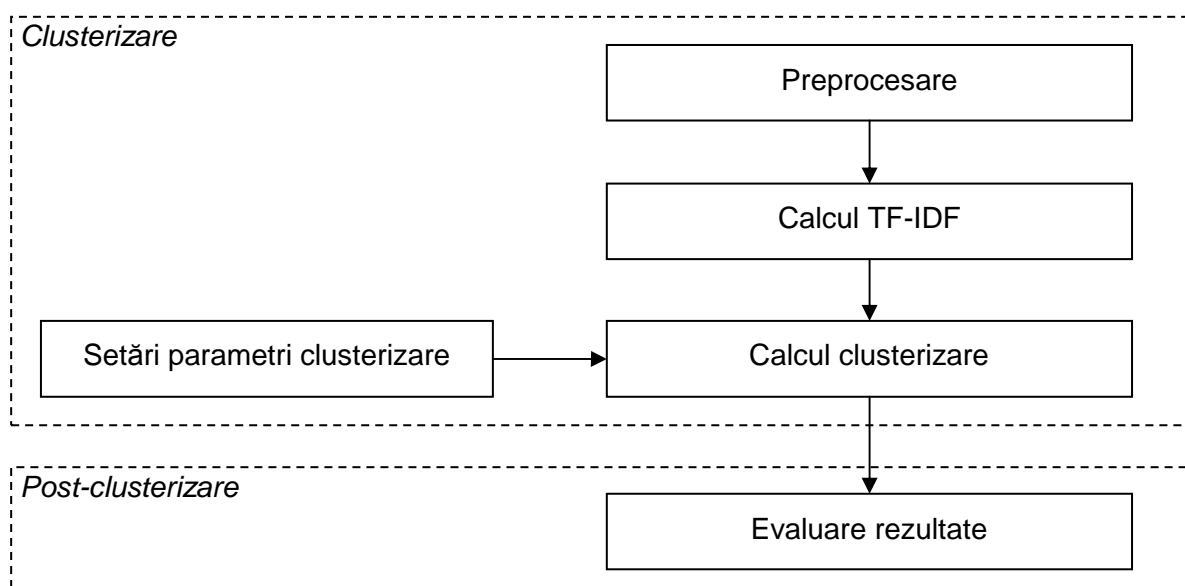 Clusterizare
Preprocesare
Calcul TF-IDF
Setări parametri clusterizare
Calcul clusterizare
Post-clusterizare
Evaluare rezultate